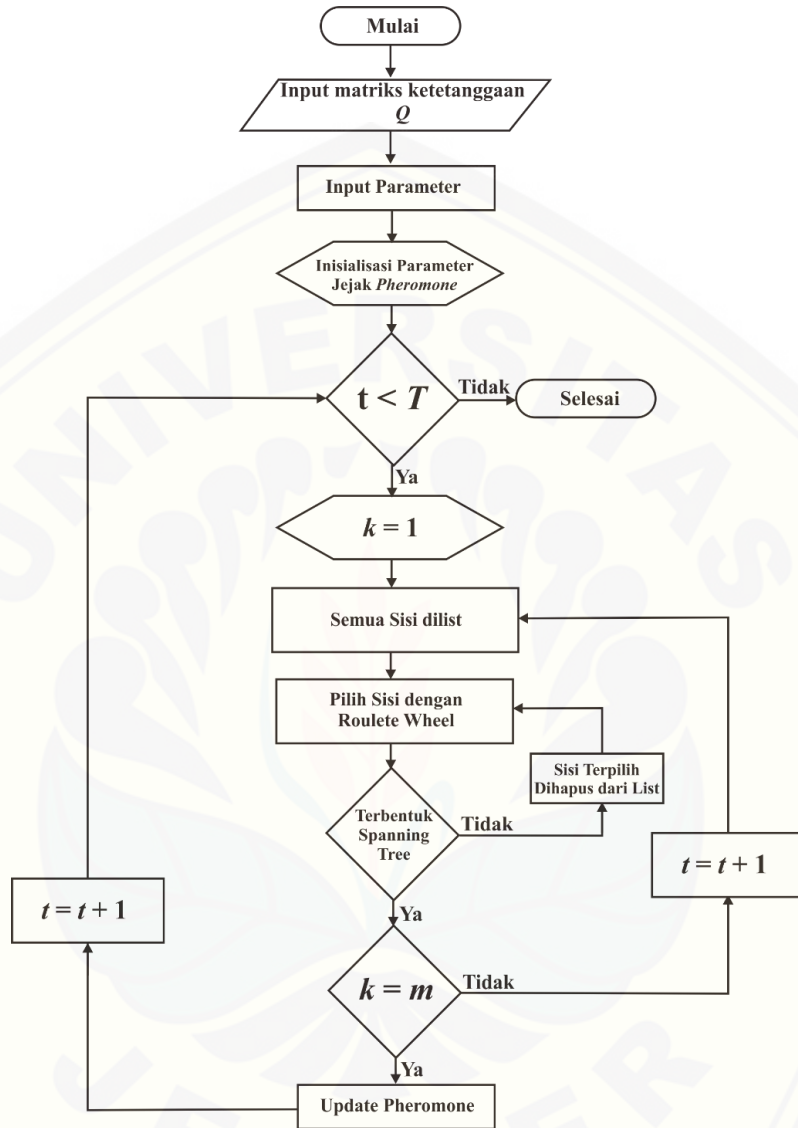 Mulai
Input matriks ketetanggaan
Q
Input Parameter
Inisialisasi Parameter
Jejak Pheromone
t < T
Tidak
Selesai
Ya
k = 1
Semua Sisi dilist
Pilih Sisi dengan
Roulete Wheel
Sisi Terpilih
Dihapus dari List
Terbentuk
Spanning
Tree
Tidak
t = t + 1
t = t + 1
Ya
k = m
Tidak
Ya
Update Pheromone
UNIVERSITAS
JEMBER